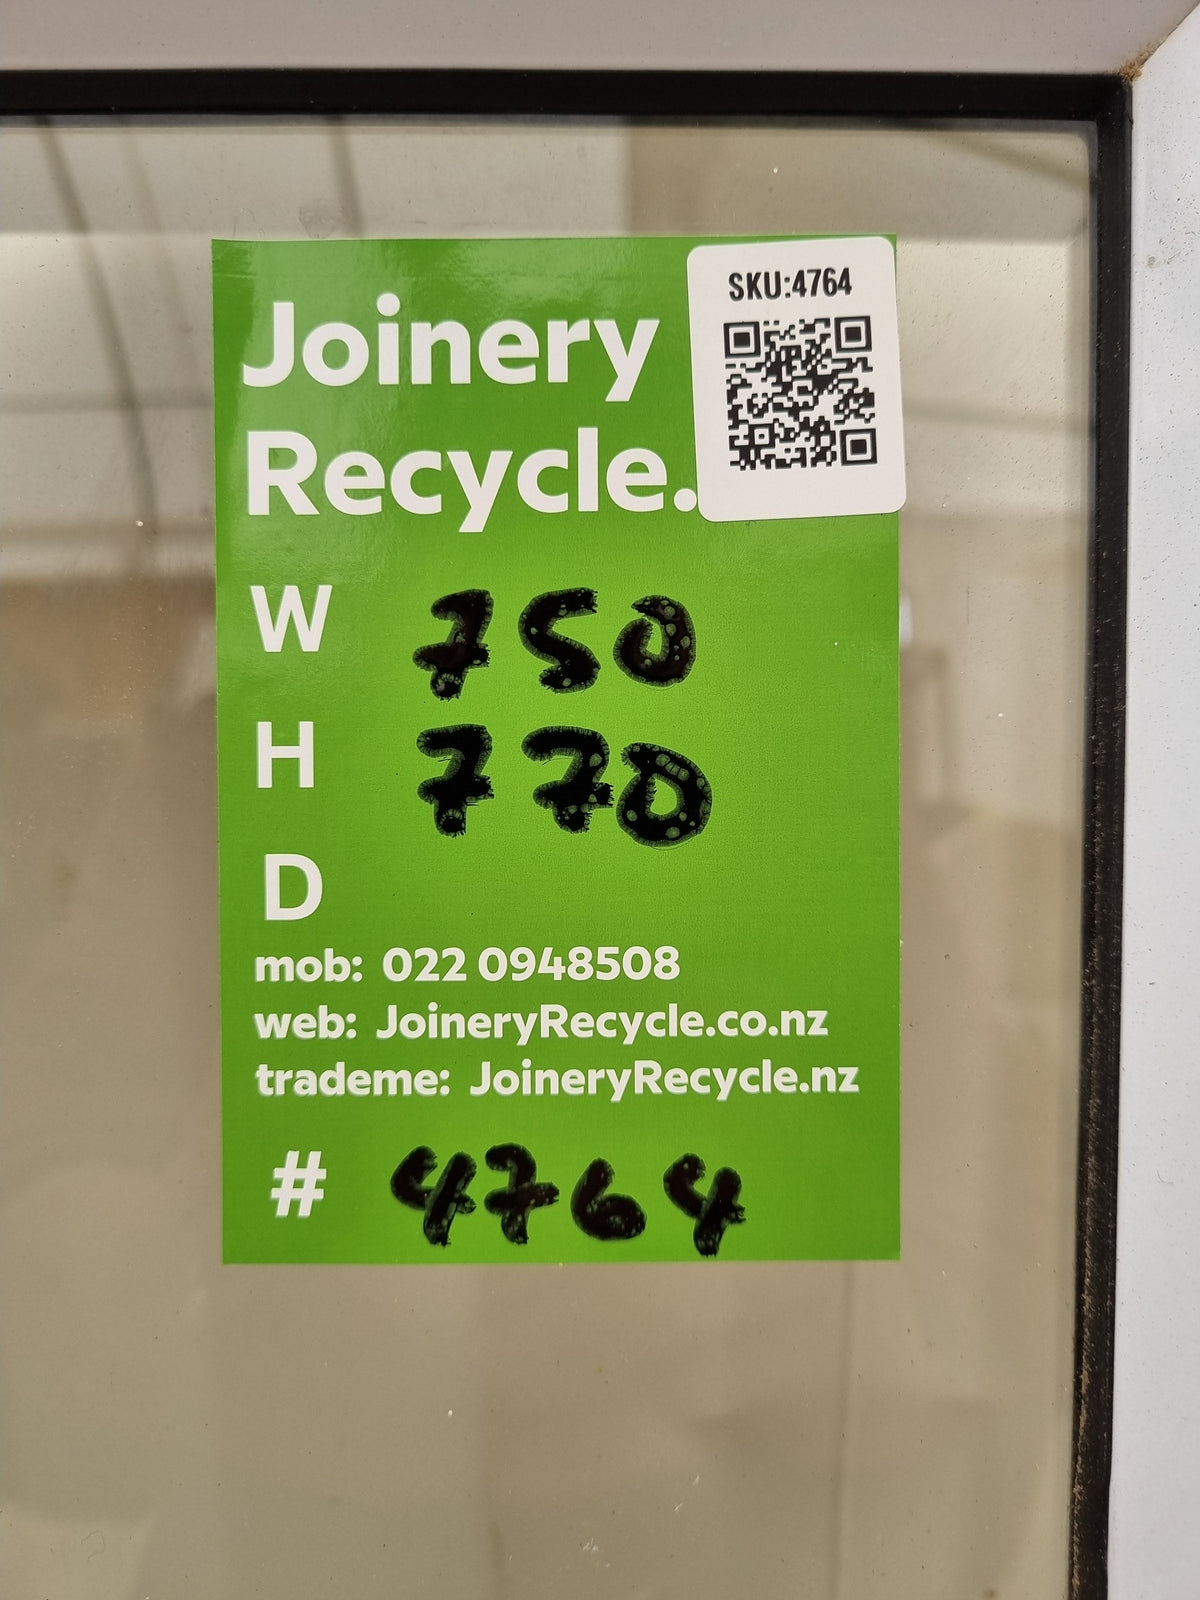 Joinery
Recycle.
SKU:4764
W 750
H 770
D
mob: 022 0948508
web: JoineryRecycle.co.nz
trademe: JoineryRecycle.nz
# 4764